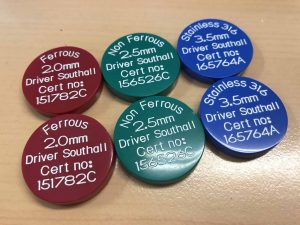 Ferrous
2.0mm
Driver Southall
Cert no:
151782C
Non Ferrous
2.5mm
Driver Southall
Cert no:
156526C
Stainless 316
3.5mm
Driver Southall
Cert no:
165764A
Ferrous
2.0mm
Driver Southall
Cert no:
151782C
Non Ferrous
2.5mm
Driver Southall
Cert no:
156526C
Stainless 316
3.5mm
Driver Southall
Cert no:
165764A